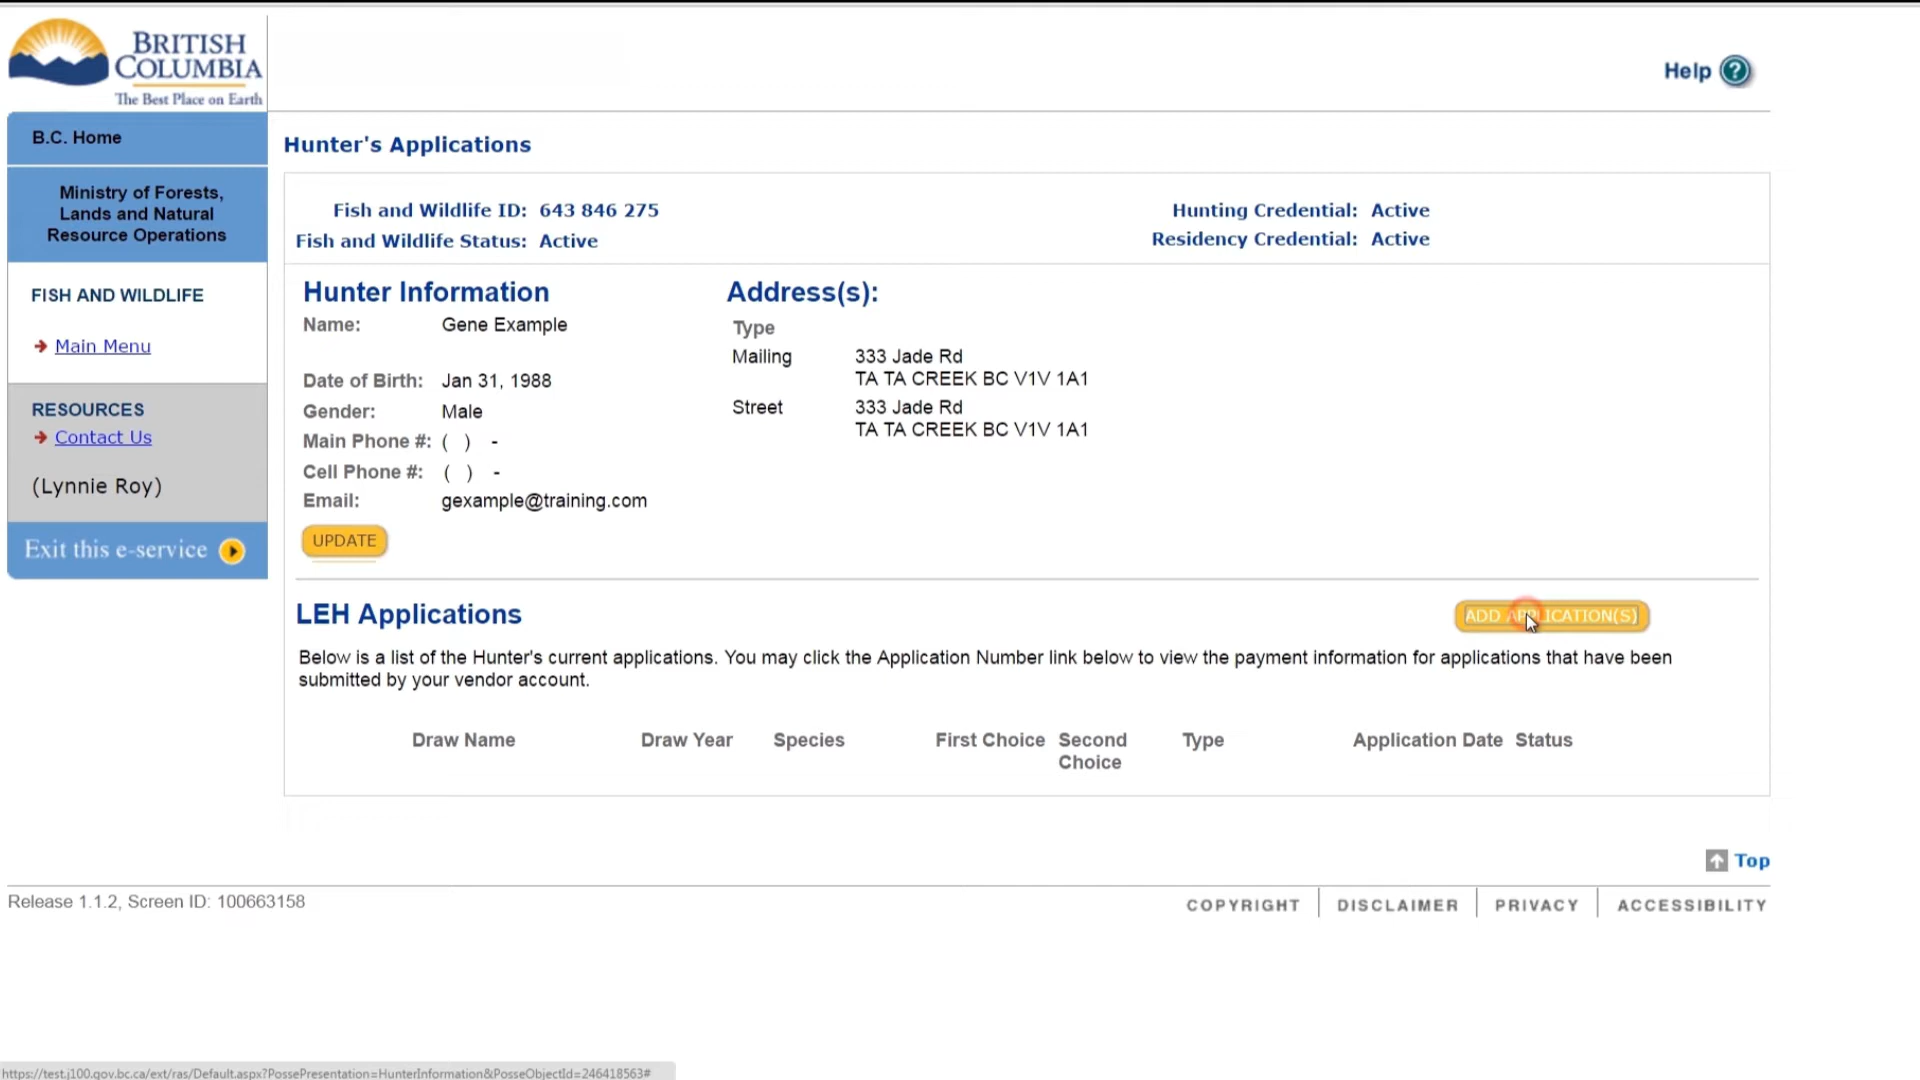 BRITISH
COLUMBIA
The Best Place on Earth
Help ?
B.C. Home
Ministry of Forests,
Lands and Natural
Resource Operations
FISH AND WILDLIFE
Main Menu
RESOURCES
Contact Us
(Lynnie Roy)
Exit this e-service
Hunter's Applications
Fish and Wildlife ID: 643 846 275
Fish and Wildlife Status: Active
Hunting Credential: Active
Residency Credential: Active
Hunter Information
Name: Gene Example
Date of Birth: Jan 31, 1988
Gender: Male
Main Phone #: ( ) -
Cell Phone #: ( ) -
Email: gexample@training.com
UPDATE
Address(s):
Type
Mailing 333 Jade Rd
TA TA CREEK BC V1V 1A1
Street 333 Jade Rd
TA TA CREEK BC V1V 1A1
LEH Applications
ADD APPLICATION(S)
Below is a list of the Hunter's current applications. You may click the Application Number link below to view the payment information for applications that have been
submitted by your vendor account.
Draw Name Draw Year Species First Choice Second Choice Type Application Date Status
Top
Release 1.1.2, Screen ID: 100663158
COPYRIGHT DISCLAIMER PRIVACY ACCESSIBILITY
https://test.j100.gov.bc.ca/ext/ras/Default.aspx?PossePresentation=HunterInformation&PosseObjectId=246418563#